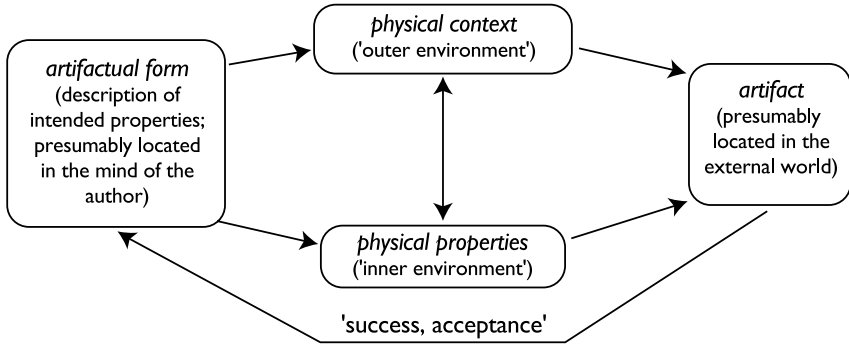 artifactual form
(description of
intended properties;
presumably located
in the mind of the
author)
physical context
('outer environment')
physical properties
('inner environment')
artifact
(presumably
located in the
external world)
'success, acceptance'